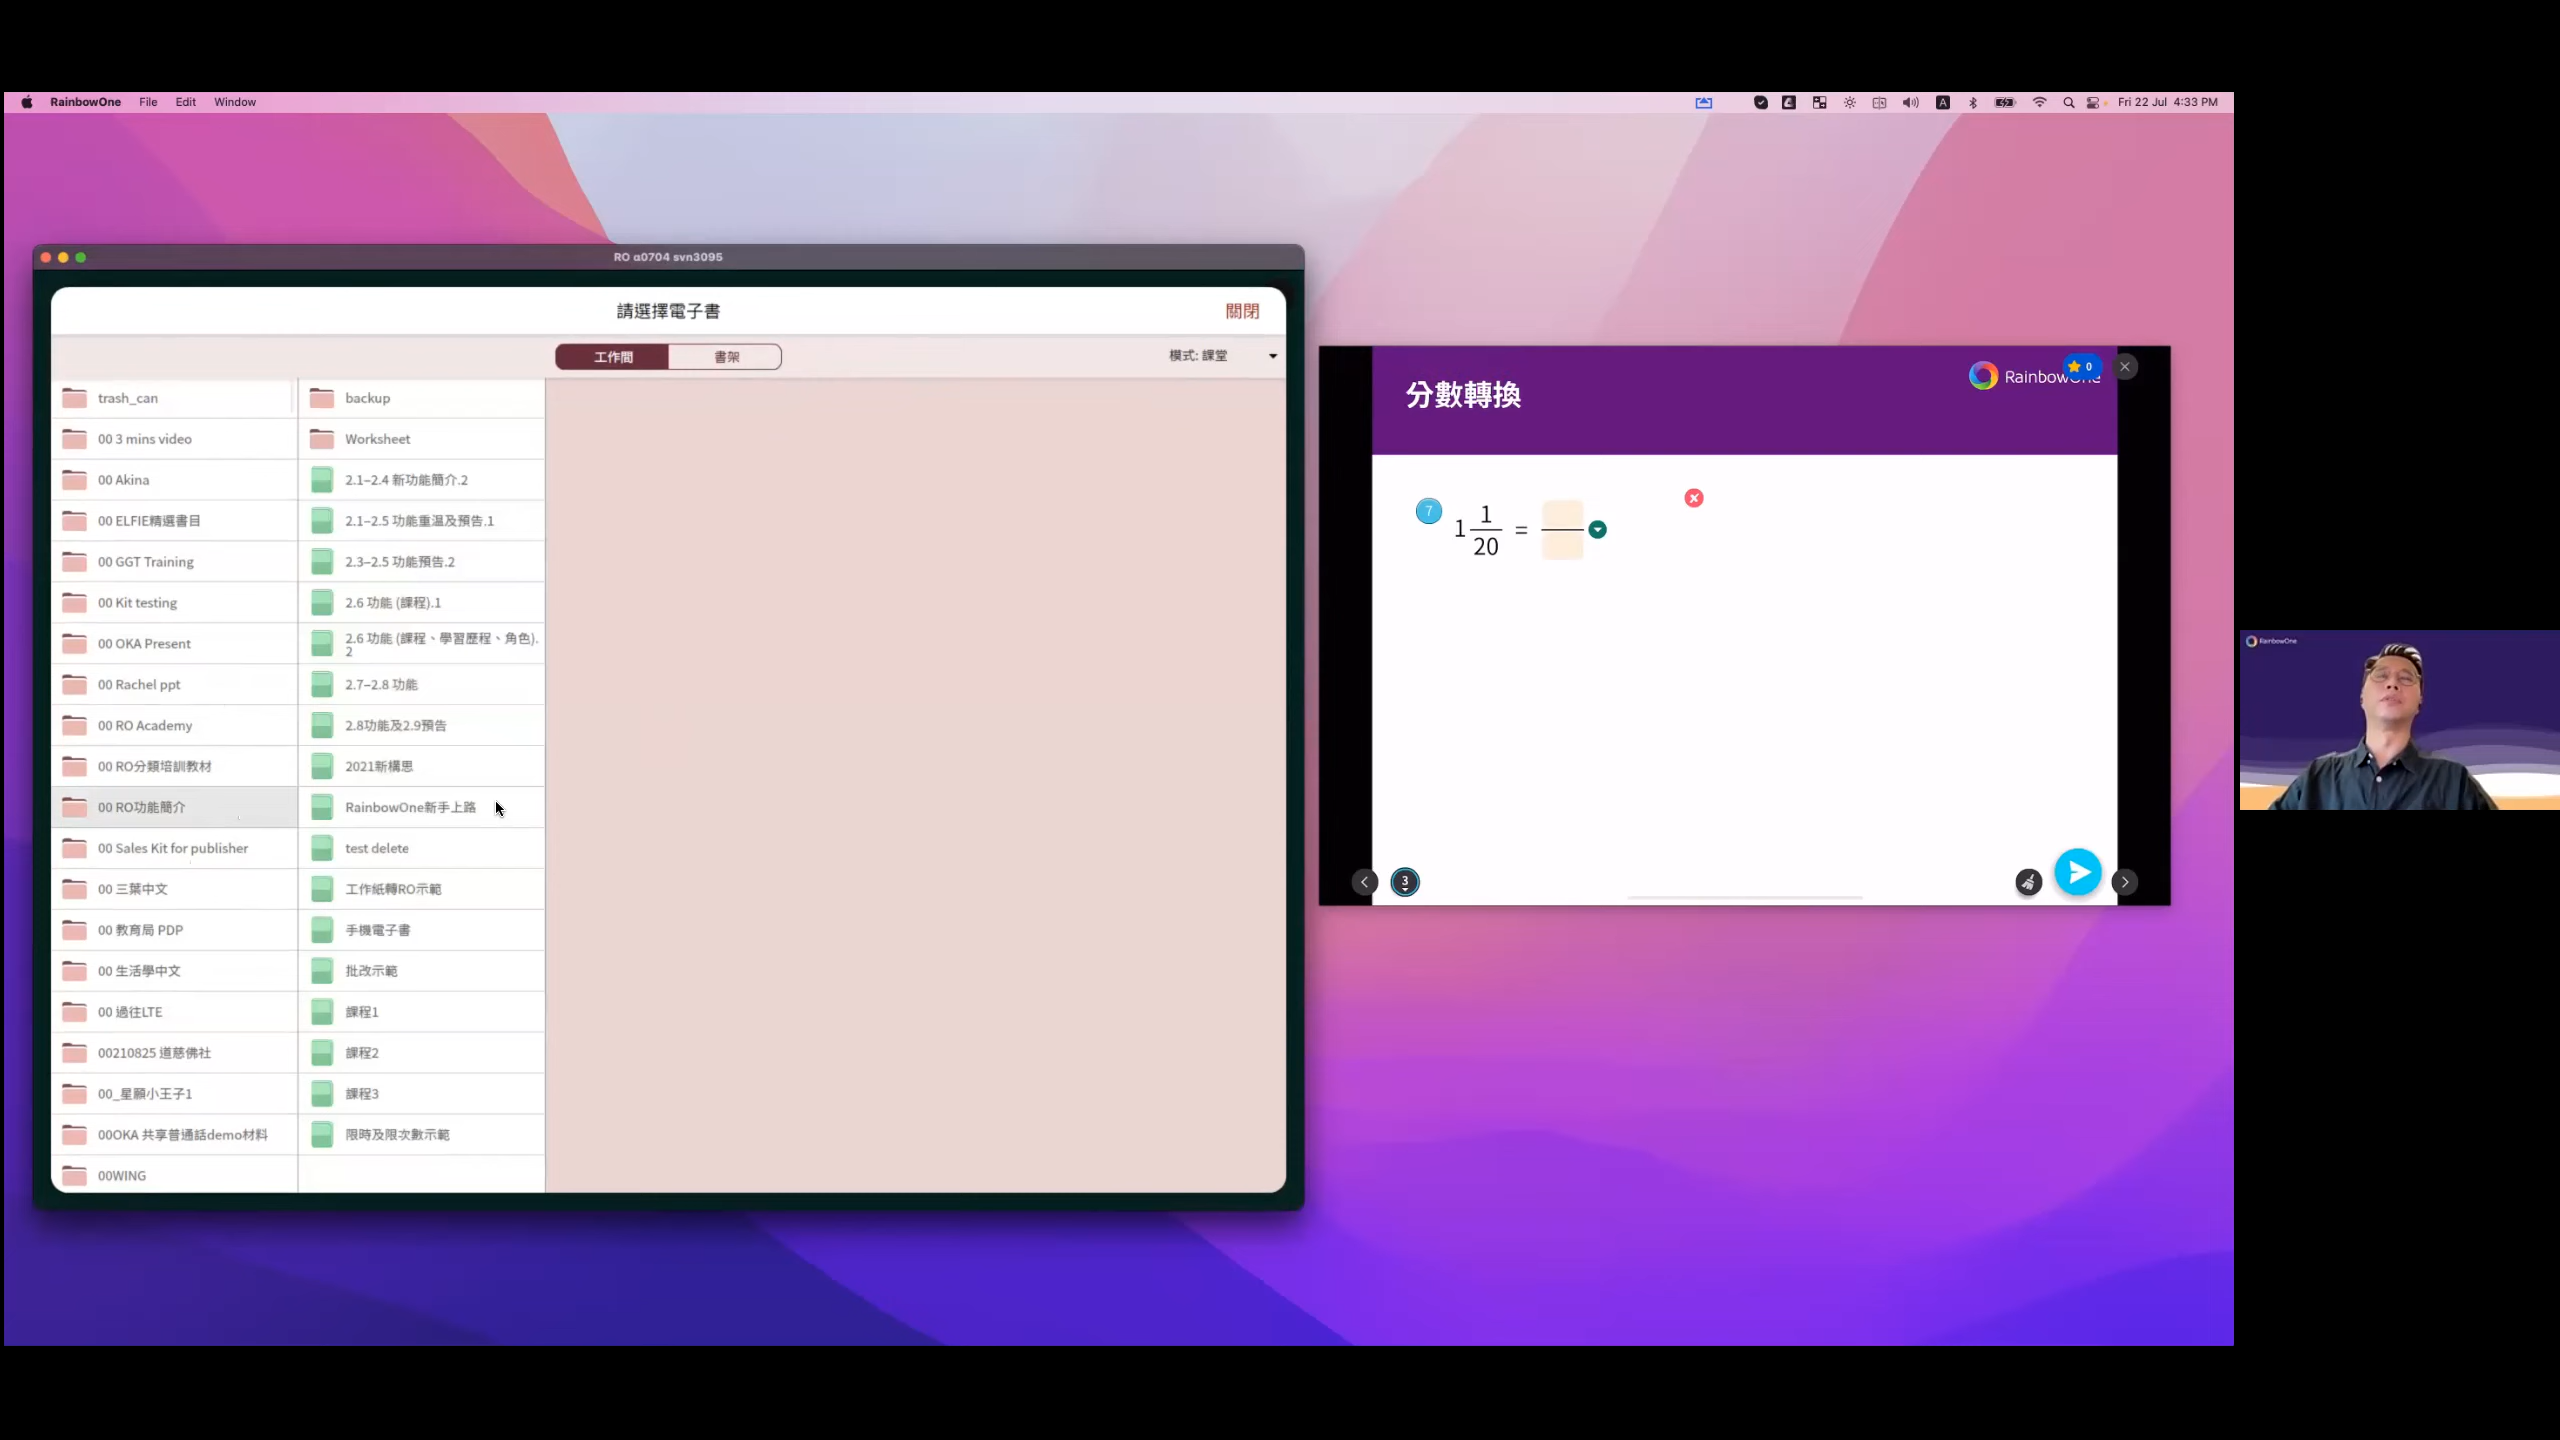 RainbowOne File Edit Window
A
Fri 22 Jul 4:33 PM
RO α0704 svn3095
請選擇電子書
關閉
工作間
書架
模式: 課堂
trash_can
00 3 mins video
00 Akina
00 ELFIE精選書目
00 GGT Training
00 Kit testing
00 OKA Present
00 Rachel ppt
00 RO Academy
00 RO分類培訓教材
00 RO功能簡介
00 Sales Kit for publisher
00 三葉中文
00 教育局 PDP
00 生活學中文
00 過往LTE
00210825 道慈佛社
00_星願小王子1
00OKA 共享普通話demo材料
00WING
backup
Worksheet
2.1–2.4 新功能簡介.2
2.1–2.5 功能重溫及預告.1
2.3–2.5 功能預告.2
2.6 功能 (課程).1
2.6 功能 (課程、學習歷程、角色).
2
2.7–2.8 功能
2.8功能及2.9預告
2021新構思
RainbowOne新手上路
test delete
工作紙轉RO示範
手機電子書
批改示範
課程1
課程2
課程3
限時及限次數示範
分數轉換
RainbowOne
0
7
1 1/20 =
3
RainbowOne